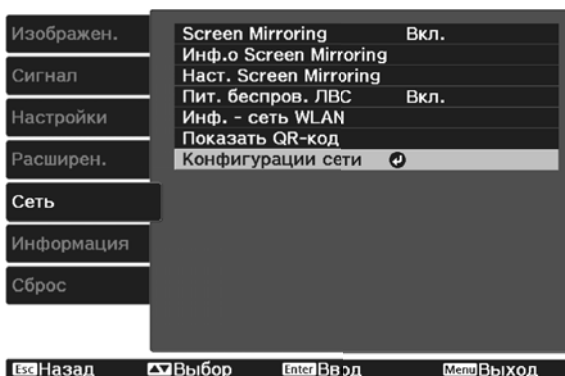 Изображен.
Сигнал
Настройки
Расширен.
Сеть
Информация
Сброс
Screen Mirroring Вкл.
Инф.о Screen Mirroring
Наст. Screen Mirroring
Пит. беспров. ЛВС Вкл.
Инф. - сеть WLAN
Показать QR-код
Конфигурации сети
Esc Назад Выбор Enter Ввод Menu Выход